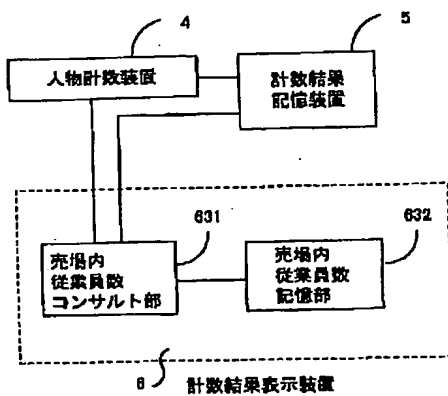 4
5
人物計数装置
計数結果
記憶装置
631
632
売場内
従業員数
コンサルト部
売場内
従業員数
記憶部
6
計数結果表示装置